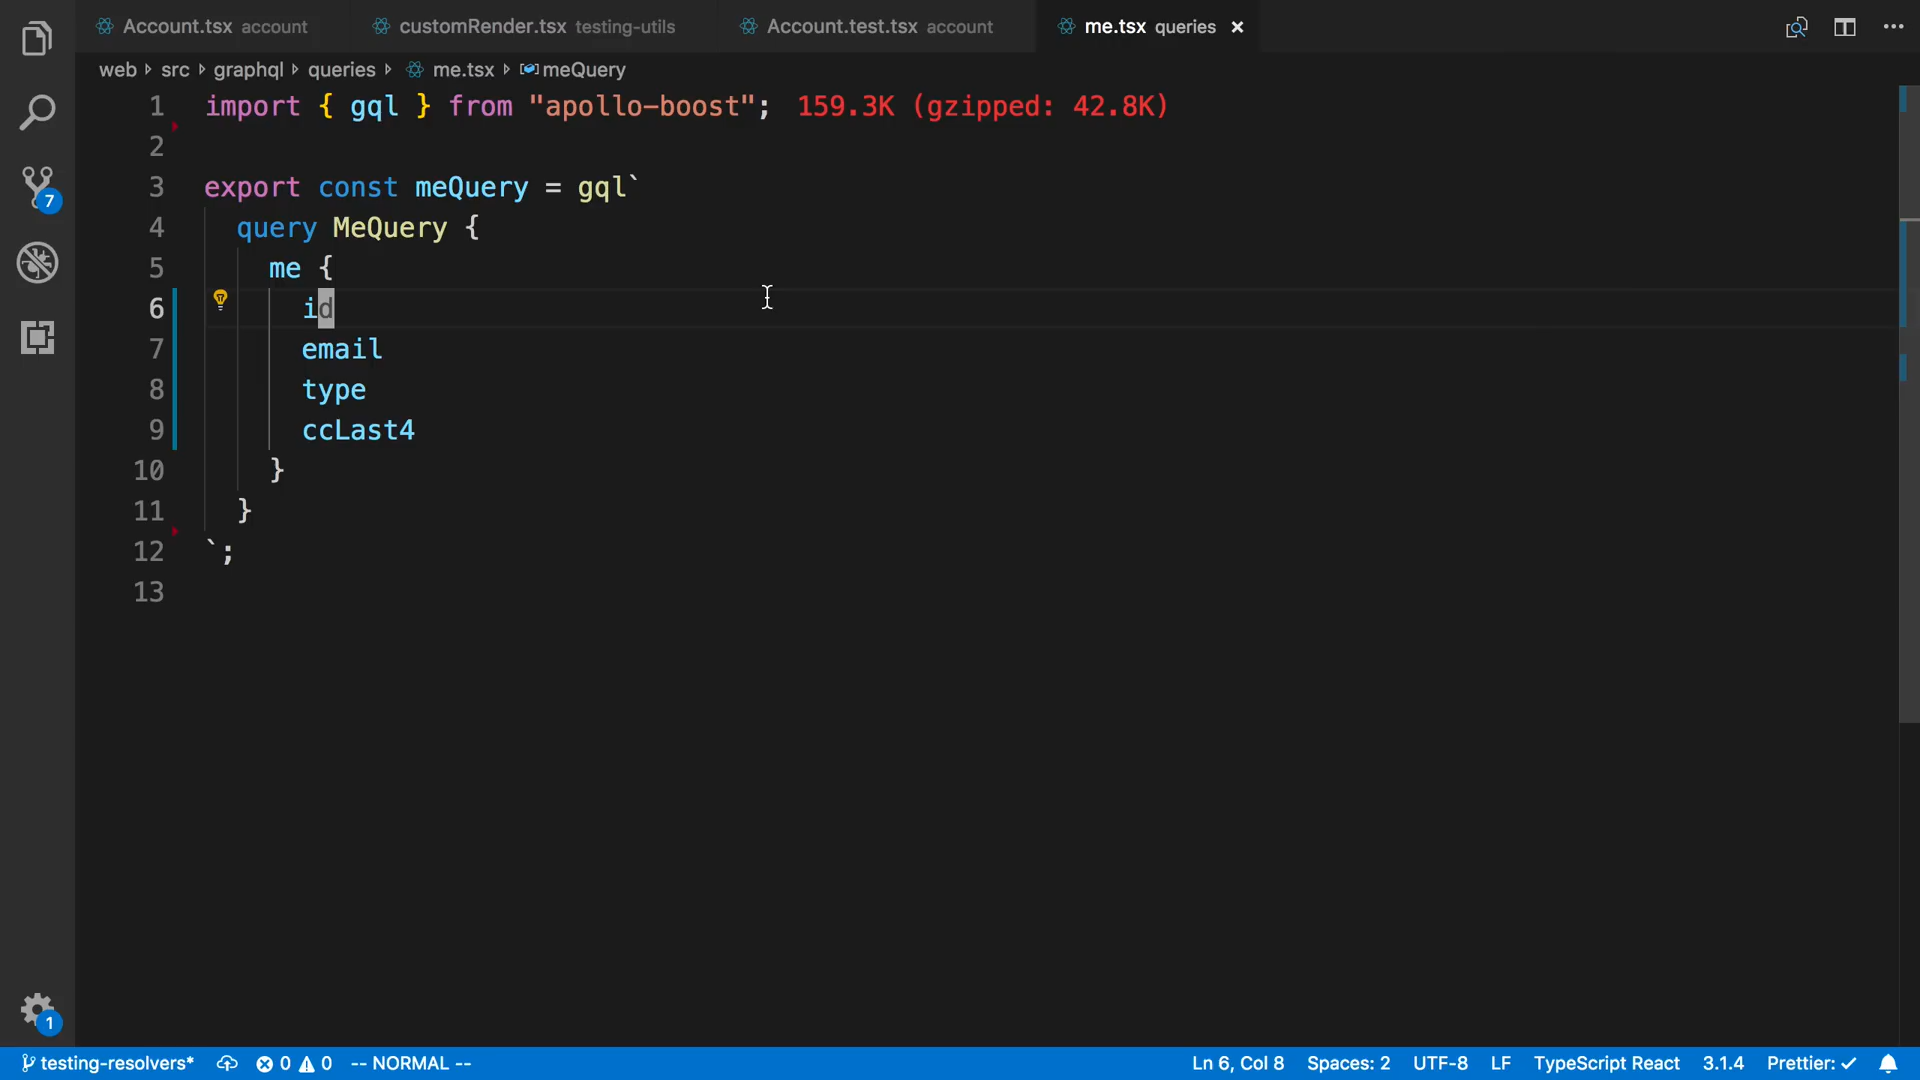 Account.tsx account
customRender.tsx testing-utils
Account.test.tsx account
me.tsx queries
web src graphql queries me.tsx meQuery
1 import { gql } from "apollo-boost"; 159.3K (gzipped: 42.8K)
2
3 export const meQuery = gql`
4 query MeQuery {
5 me {
6 id
7 email
8 type
9 ccLast4
10 }
11 }
12 `;
13
7
1
testing-resolvers* 0 0 -- NORMAL -- Ln 6, Col 8 Spaces: 2 UTF-8 LF TypeScript React 3.1.4 Prettier: ✓